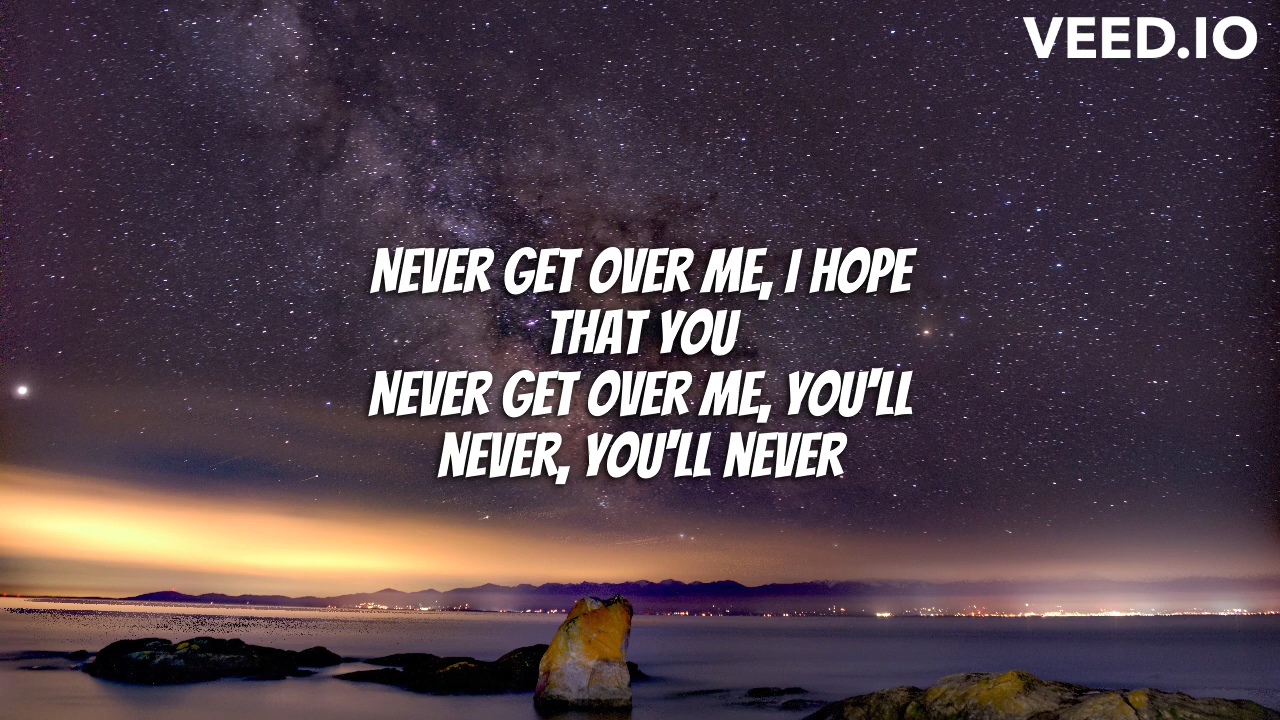 VEED.IO
NEVER GET OVER ME, I HOPE
THAT YOU
NEVER GET OVER ME, YOU'LL
NEVER, YOU'LL NEVER